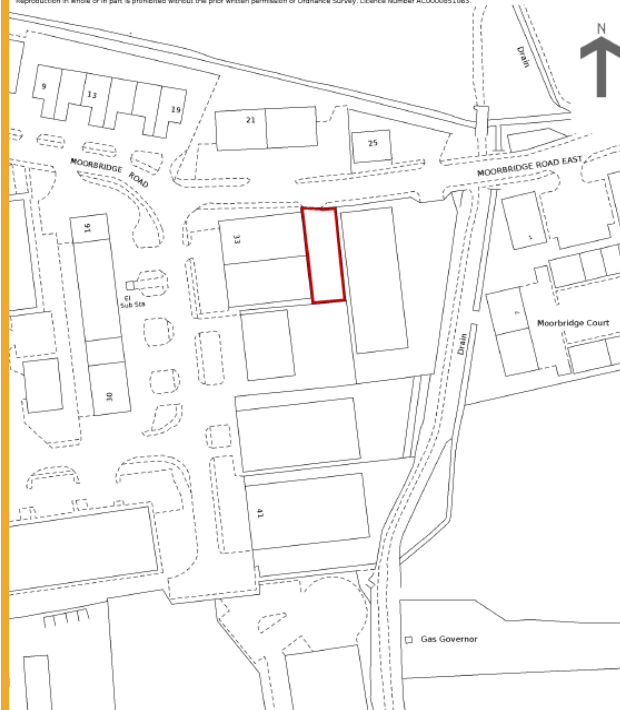 Reproduction in whole or in part is prohibited without the prior written permission of Ordnance Survey. Licence Number AC0000851063.
N
Drain
9
13
19
21
25
MOORBRIDGE ROAD
MOORBRIDGE ROAD EAST
16
33
El
Sub Sta
Moorbridge Court
Drain
30
41
Gas Governor